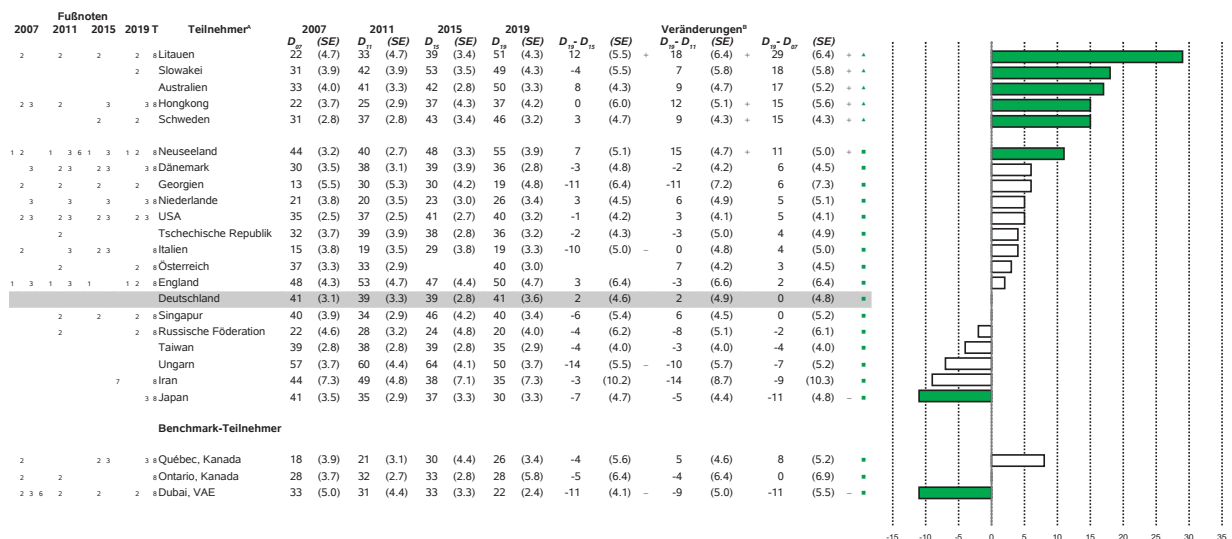 Fußnoten
2007 2011 2015 2019 T Teilnehmerᴬ 2007 2011 2015 2019 Veränderungenᴮ
D₀₇ (SE) D₁₁ (SE) D₁₅ (SE) D₁₉ (SE) D₁₉- D₁₅ (SE) D₁₉- D₁₁ (SE) D₁₉- D₀₇ (SE)
2 2 2 2 8 Litauen 22 (4.7) 33 (4.7) 39 (3.4) 51 (4.3) 12 (5.5) + 18 (6.4) + 29 (6.4) + ▲
2 Slowakei 31 (3.9) 42 (3.9) 53 (3.5) 49 (4.3) -4 (5.5) 7 (5.8) 18 (5.8) + ▲
Australien 33 (4.0) 41 (3.3) 42 (2.8) 50 (3.3) 8 (4.3) 9 (4.7) 17 (5.2) + ▲
2 3 2 3 3 8 Hongkong 22 (3.7) 25 (2.9) 37 (4.3) 37 (4.2) 0 (6.0) 12 (5.1) + 15 (5.6) + ▲
2 2 Schweden 31 (2.8) 37 (2.8) 43 (3.4) 46 (3.2) 3 (4.7) 9 (4.3) + 15 (4.3) + ▲
1 2 1 3 6 1 3 1 2 8 Neuseeland 44 (3.2) 40 (2.7) 48 (3.3) 55 (3.9) 7 (5.1) 15 (4.7) + 11 (5.0) + ■
3 2 3 2 3 3 8 Dänemark 30 (3.5) 38 (3.1) 39 (3.9) 36 (2.8) -3 (4.8) -2 (4.2) 6 (4.5) ■
2 2 2 2 Georgien 13 (5.5) 30 (5.3) 30 (4.2) 19 (4.8) -11 (6.4) -11 (7.2) 6 (7.3) ■
3 3 3 3 8 Niederlande 21 (3.8) 20 (3.5) 23 (3.0) 26 (3.4) 3 (4.5) 6 (4.9) 5 (5.1) ■
2 3 2 3 2 3 2 3 USA 35 (2.5) 37 (2.5) 41 (2.7) 40 (3.2) -1 (4.2) 3 (4.1) 5 (4.1) ■
2 Tschechische Republik 32 (3.7) 39 (3.9) 38 (2.8) 36 (3.2) -2 (4.3) -3 (5.0) 4 (4.9) ■
2 3 2 3 8 Italien 15 (3.8) 19 (3.5) 29 (3.8) 19 (3.3) -10 (5.0) – 0 (4.8) 4 (5.0) ■
2 2 8 Österreich 37 (3.3) 33 (2.9) 40 (3.0) 7 (4.2) 3 (4.5) ■
1 3 1 3 1 1 2 8 England 48 (4.3) 53 (4.7) 47 (4.4) 50 (4.7) 3 (6.4) -3 (6.6) 2 (6.4) ■
Deutschland 41 (3.1) 39 (3.3) 39 (2.8) 41 (3.6) 2 (4.6) 2 (4.9) 0 (4.8) ■
2 2 2 8 Singapur 40 (3.9) 34 (2.9) 46 (4.2) 40 (3.4) -6 (5.4) 6 (4.5) 0 (5.2) ■
2 2 8 Russische Föderation 22 (4.6) 28 (3.2) 24 (4.8) 20 (4.0) -4 (6.2) -8 (5.1) -2 (6.1) ■
Taiwan 39 (2.8) 38 (2.8) 39 (2.8) 35 (2.9) -4 (4.0) -3 (4.0) -4 (4.0) ■
Ungarn 57 (3.7) 60 (4.4) 64 (4.1) 50 (3.7) -14 (5.5) – -10 (5.7) -7 (5.2) ■
7 8 Iran 44 (7.3) 49 (4.8) 38 (7.1) 35 (7.3) -3 (10.2) -14 (8.7) -9 (10.3) ■
3 8 Japan 41 (3.5) 35 (2.9) 37 (3.3) 30 (3.3) -7 (4.7) -5 (4.4) -11 (4.8) – ■
Benchmark-Teilnehmer
2 2 3 3 8 Québec, Kanada 18 (3.9) 21 (3.1) 30 (4.4) 26 (3.4) -4 (5.6) 5 (4.6) 8 (5.2) ■
2 2 8 Ontario, Kanada 28 (3.7) 32 (2.7) 33 (2.8) 28 (5.8) -5 (6.4) -4 (6.4) 0 (6.9) ■
2 3 6 2 2 2 8 Dubai, VAE 33 (5.0) 31 (4.4) 33 (3.3) 22 (2.4) -11 (4.1) – -9 (5.0) -11 (5.5) – ■
-15 -10 -5 0 5 10 15 20 25 30 35